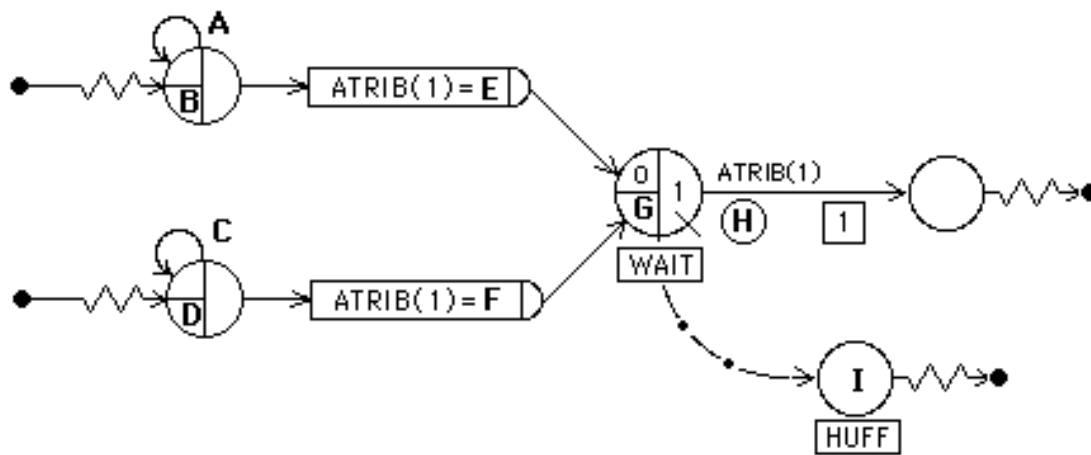 A
B
ATRIB(1) = E
0
G
1
ATRIB(1)
H
1
WAIT
C
D
ATRIB(1) = F
I
HUFF